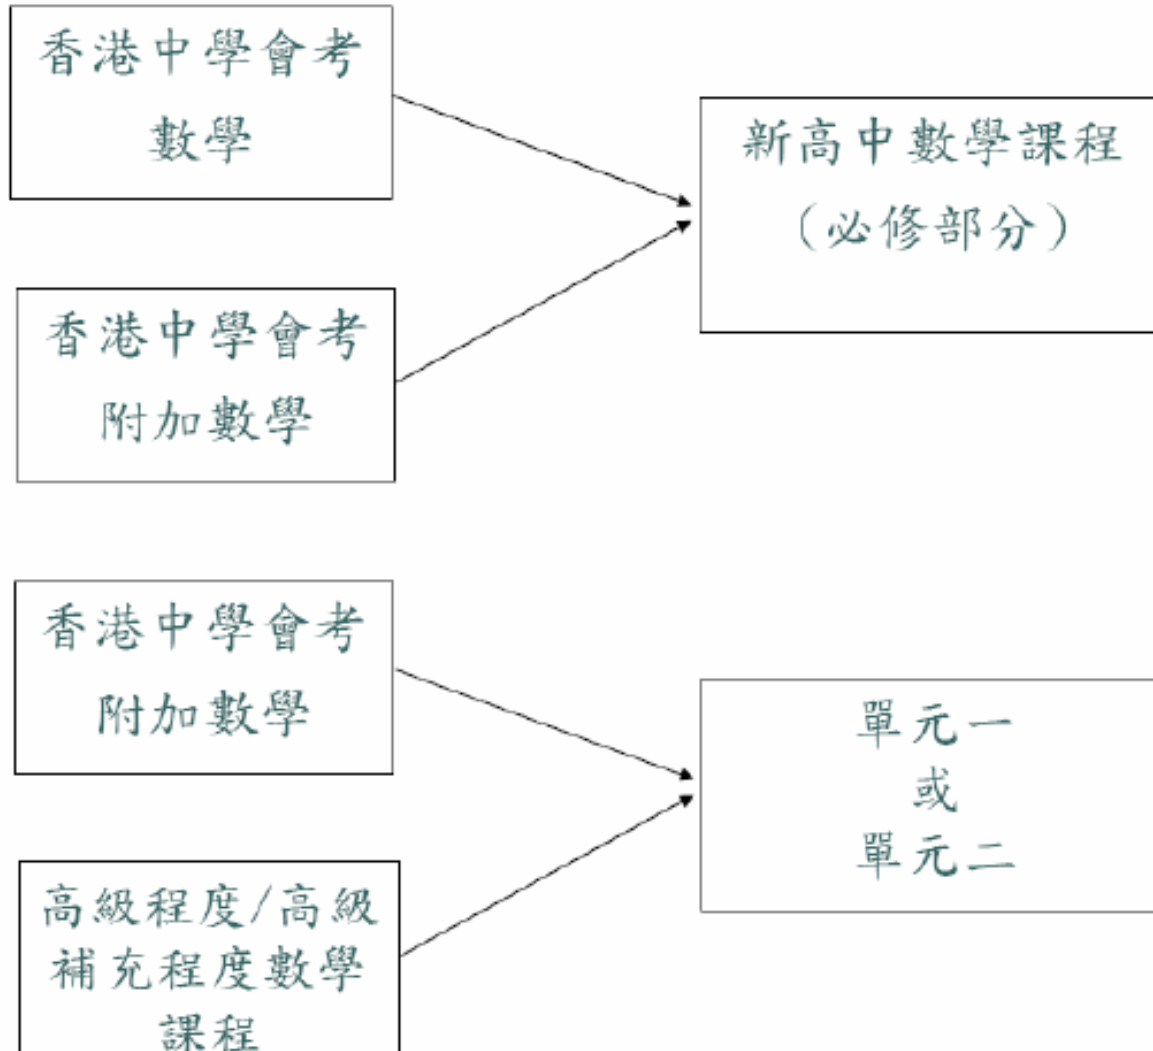 香港中學會考
數學
新高中數學課程
（必修部分）
香港中學會考
附加數學
香港中學會考
附加數學
單元一
或
單元二
高級程度/高級
補充程度數學
課程